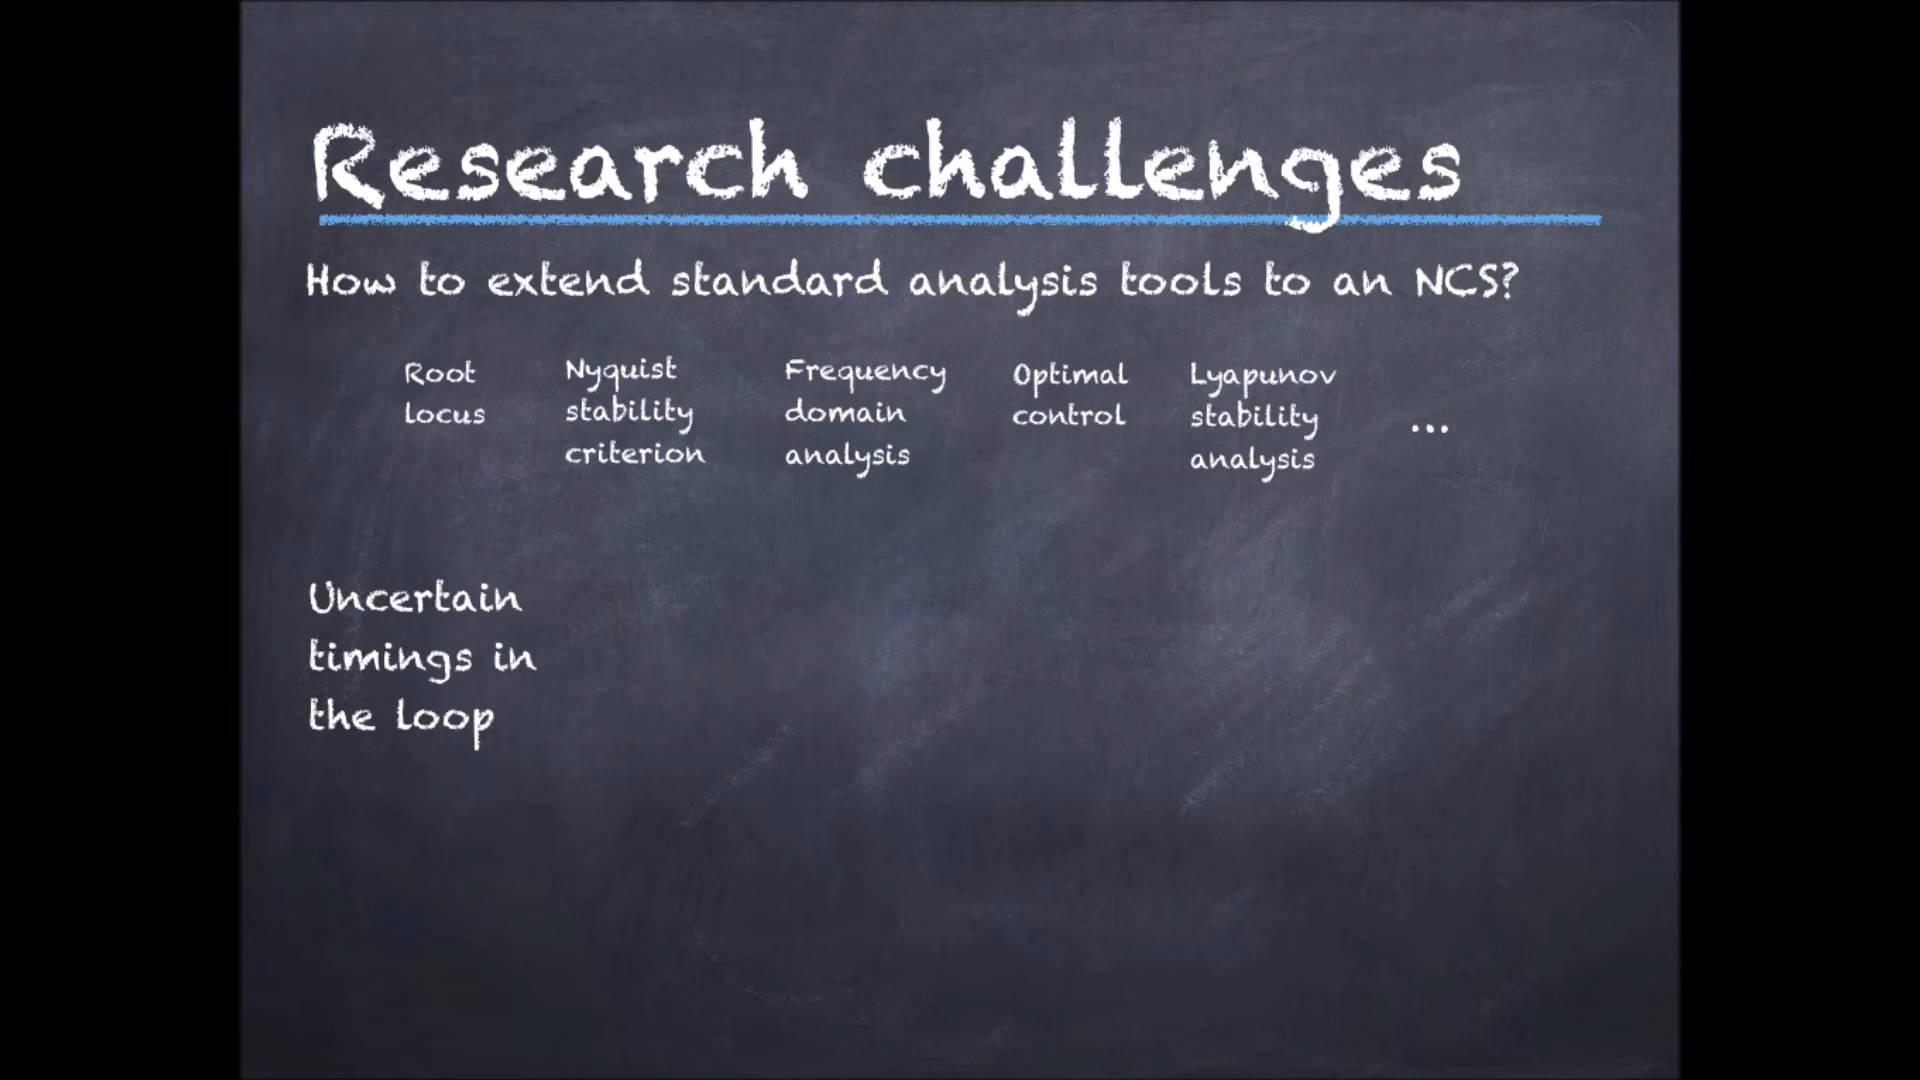 Research challenges
How to extend standard analysis tools to an NCS?
Root
locus
Nyquist
stability
criterion
Frequency
domain
analysis
Optimal
control
Lyapunov
stability
analysis
...
Uncertain
timings in
the loop